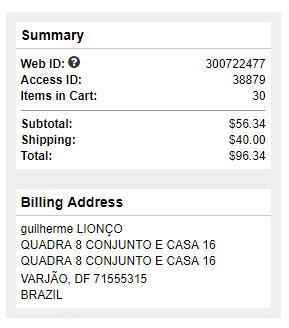 Summary
Web ID: ? 300722477
Access ID: 38879
Items in Cart: 30
Subtotal: $56.34
Shipping: $40.00
Total: $96.34
Billing Address
guilherme LIONÇO
QUADRA 8 CONJUNTO E CASA 16
QUADRA 8 CONJUNTO E CASA 16
VARJÃO, DF 71555315
BRAZIL